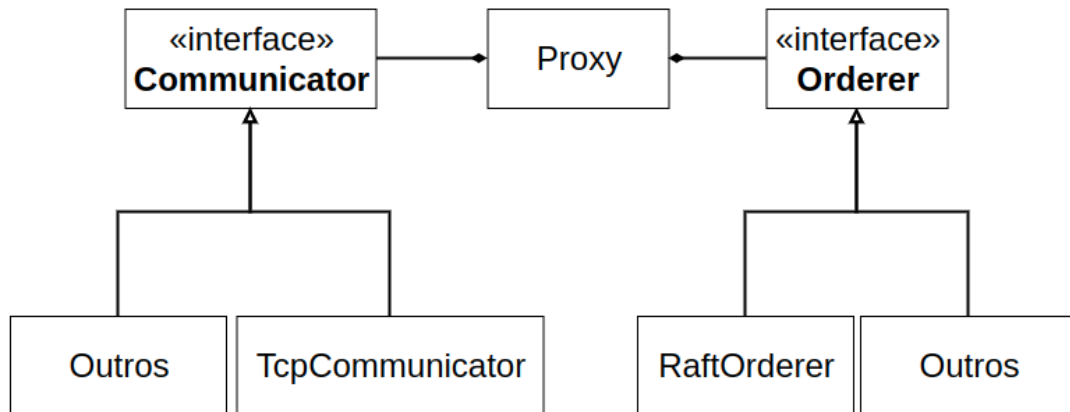 «interface»
Communicator
Proxy
«interface»
Orderer
Outros
TcpCommunicator
RaftOrderer
Outros